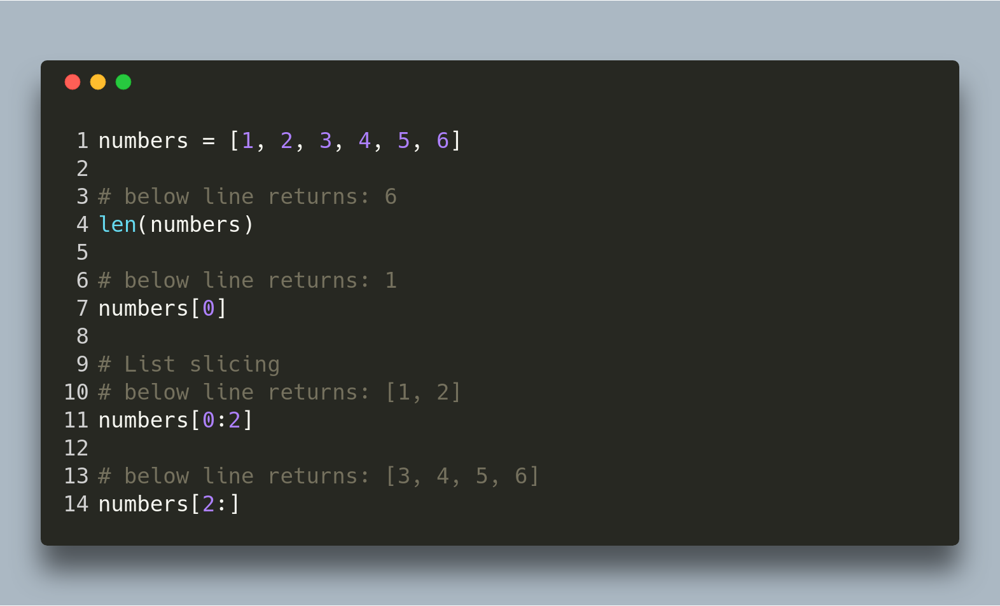 1 numbers = [1, 2, 3, 4, 5, 6]
2
3 # below line returns: 6
4 len(numbers)
5
6 # below line returns: 1
7 numbers[0]
8
9 # List slicing
10 # below line returns: [1, 2]
11 numbers[0:2]
12
13 # below line returns: [3, 4, 5, 6]
14 numbers[2:]